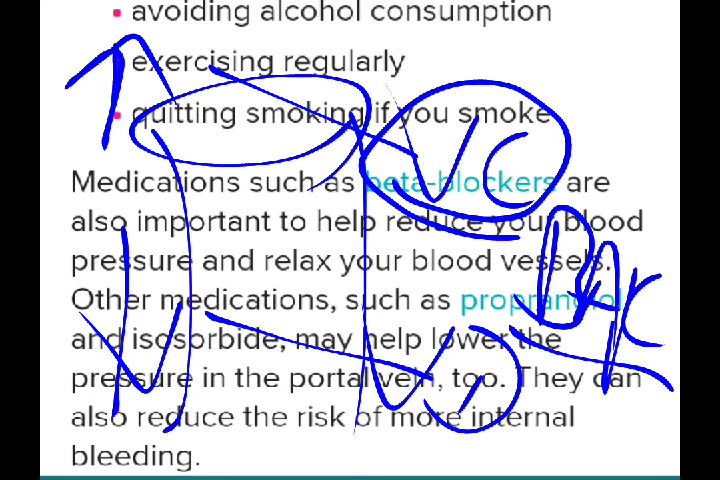 • avoiding alcohol consumption
exercising regularly
• quitting smoking if you smoke
VC
Medications such as beta-blockers are
also important to help reduce your blood
pressure and relax your blood vessels.
Other medications, such as propranolol
and isosorbide, may help lower the
pressure in the portal vein, too. They can
also reduce the risk of more internal
bleeding.